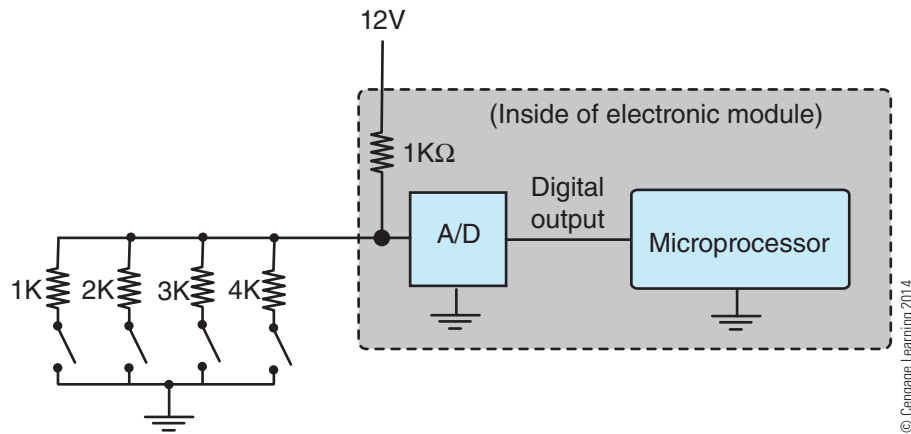 12V
(Inside of electronic module)
1KΩ
Digital
output
A/D
Microprocessor
1K
2K
3K
4K
© Cengage Learning 2014